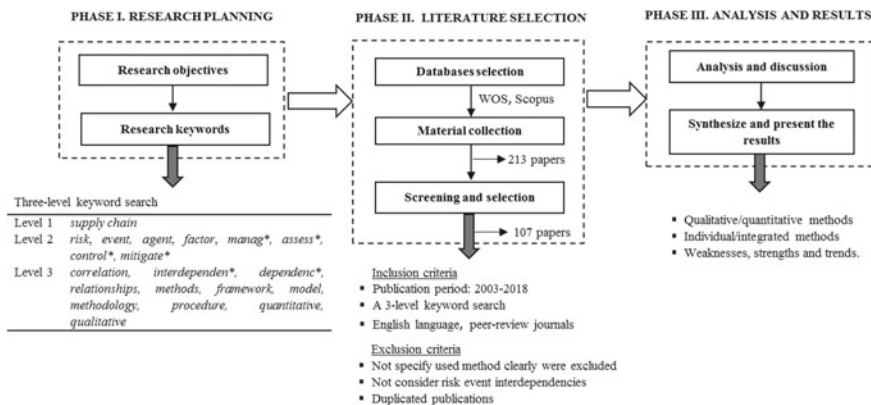 PHASE I. RESEARCH PLANNING
Research objectives
Research keywords
Three-level keyword search
Level 1 supply chain
Level 2 risk, event, agent, factor, manag*, assess*,
control*, mitigate*
Level 3 correlation, interdependen*, dependenc*,
relationships, methods, framework, model,
methodology, procedure, quantitative,
qualitative
PHASE II. LITERATURE SELECTION
Databases selection
WOS, Scopus
Material collection
213 papers
Screening and selection
107 papers
Inclusion criteria
▪ Publication period: 2003-2018
▪ A 3-level keyword search
▪ English language, peer-review journals
Exclusion criteria
▪ Not specify used method clearly were excluded
▪ Not consider risk event interdependencies
▪ Duplicated publications
PHASE III. ANALYSIS AND RESULTS
Analysis and discussion
Synthesize and present the
results
▪ Qualitative/quantitative methods
▪ Individual/integrated methods
▪ Weaknesses, strengths and trends.